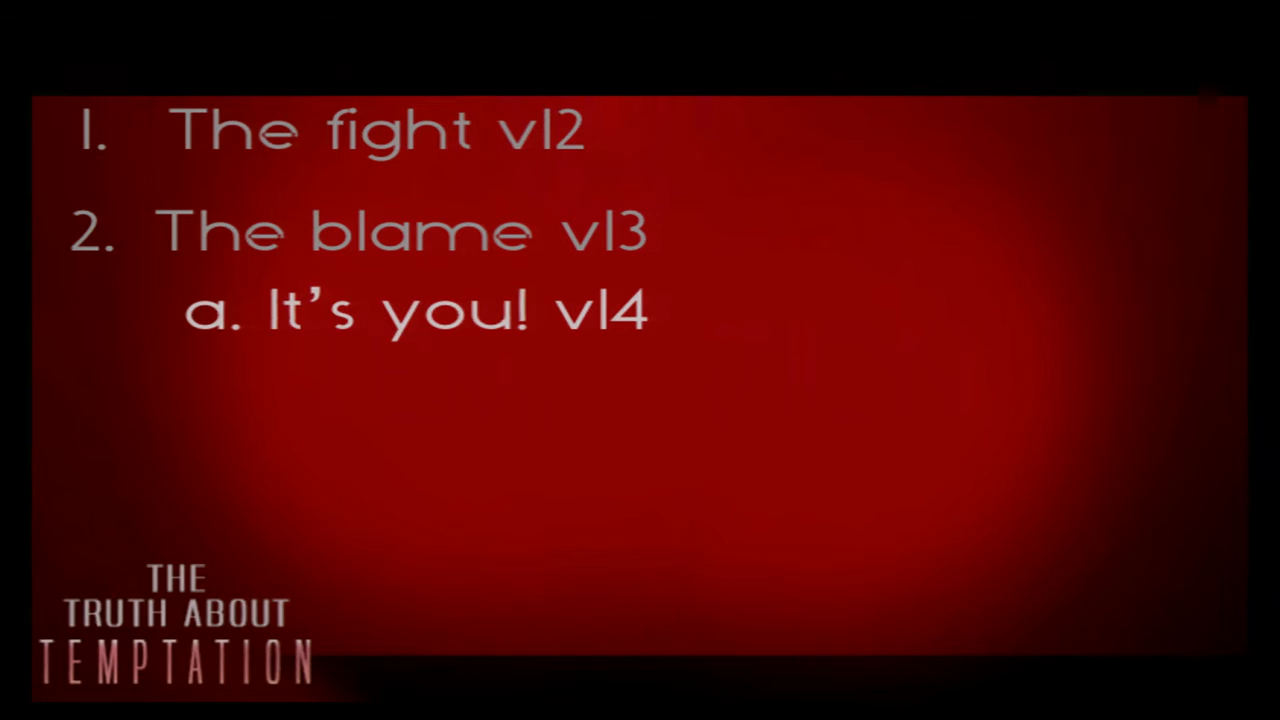 1. The fight v12
2. The blame v13
a. It's you! v14
THE
TRUTH ABOUT
TEMPTATION